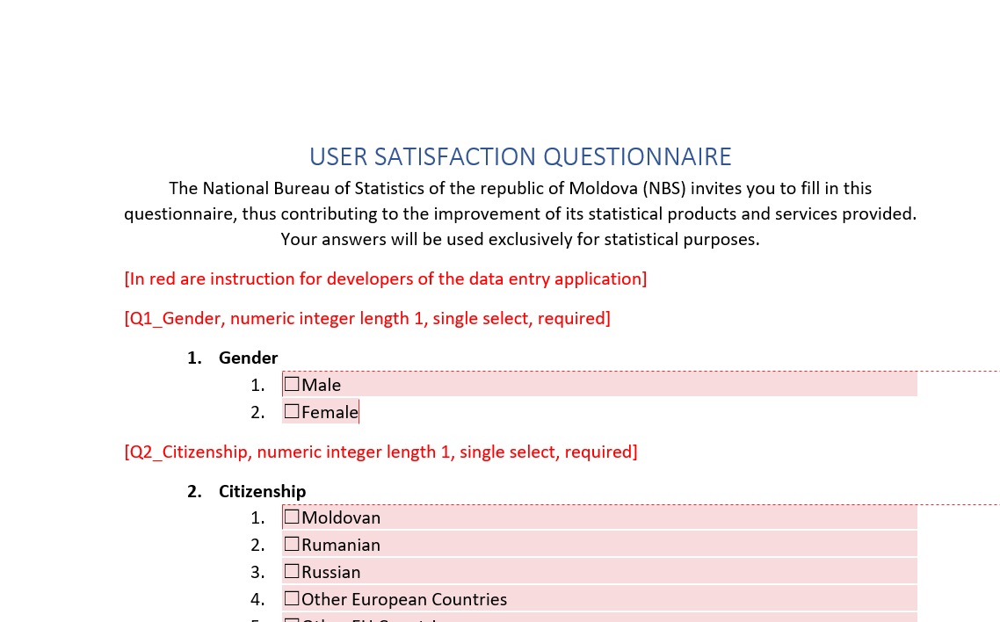 USER SATISFACTION QUESTIONNAIRE
The National Bureau of Statistics of the republic of Moldova (NBS) invites you to fill in this
questionnaire, thus contributing to the improvement of its statistical products and services provided.
Your answers will be used exclusively for statistical purposes.
[In red are instruction for developers of the data entry application]
[Q1_Gender, numeric integer length 1, single select, required]
1. Gender
1. ☐Male
2. ☐Female
[Q2_Citizenship, numeric integer length 1, single select, required]
2. Citizenship
1. ☐Moldovan
2. ☐Rumanian
3. ☐Russian
4. ☐Other European Countries